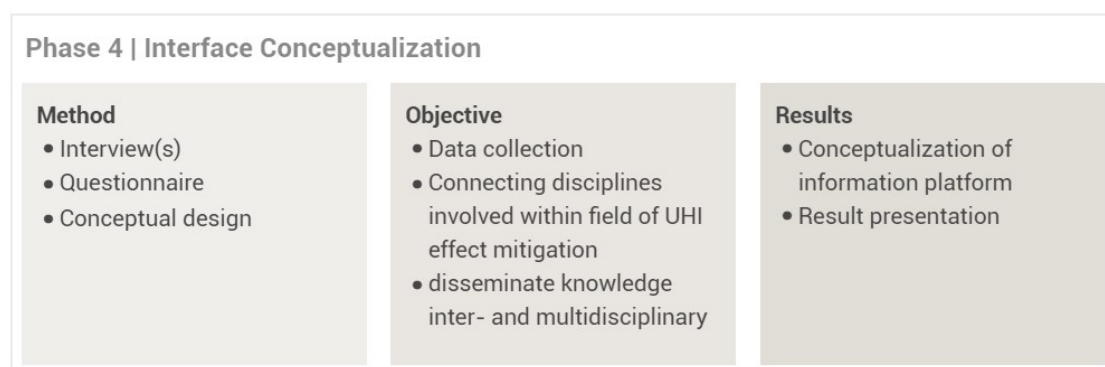 Phase 4 | Interface Conceptualization
Method
• Interview(s)
• Questionnaire
• Conceptual design
Objective
• Data collection
• Connecting disciplines
involved within field of UHI
effect mitigation
• disseminate knowledge
inter- and multidisciplinary
Results
• Conceptualization of
information platform
• Result presentation